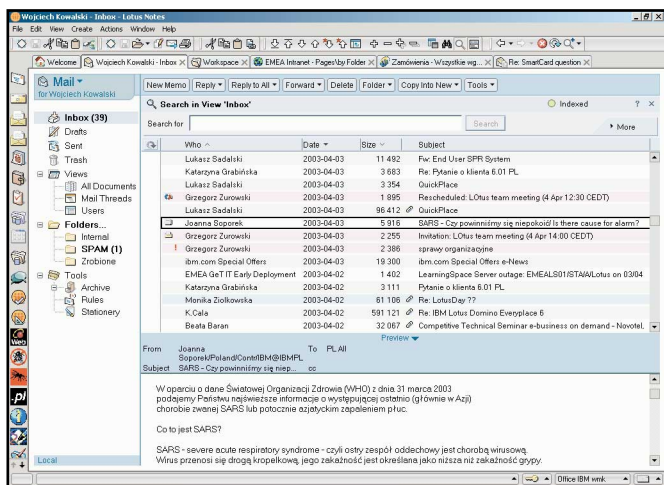 Wojciech Kowalski - Inbox - Lotus Notes
File Edit View Create Actions Window Help
Welcome Wojciech Kowalski - Inbox Workspace EMEA Intranet - Pages\by Folder Zamówienia - Wszystkie wg... Re: SmartCard question
Mail
for Wojciech Kowalski
New Memo Reply Reply to All Forward Delete Folder Copy Into New Tools
Search in View 'Inbox' Indexed ? ×
Search for Search More
Inbox (39)
Drafts
Sent
Trash
Views
All Documents
Mail Threads
Users
Folders...
Internal
SPAM (1)
Zrobione
Tools
Archive
Rules
Stationery
Local
Who Date Size Subject
Lukasz Sadalski 2003-04-03 11 492 Fw: End User SPR System
Katarzyna Grabińska 2003-04-03 3 683 Re: Pytanie o klienta 6.01 PL
Lukasz Sadalski 2003-04-03 3 354 QuickPlace
Grzegorz Zurowski 2003-04-03 1 895 Rescheduled: LOtus team meeting (4 Apr 12:30 CEDT)
Lukasz Sadalski 2003-04-03 96 412 QuickPlace
Joanna Soporek 2003-04-03 5 916 SARS - Czy powinniśmy się niepokoić/ Is there cause for alarm?
Grzegorz Zurowski 2003-04-03 2 255 Invitation: LOtus team meeting (4 Apr 14:00 CEDT)
! Grzegorz Zurowski 2003-04-03 2 386 sprawy organizacyjne
ibm.com Special Offers 2003-04-03 19 300 ibm.com Special Offers e-News
EMEA GeT IT Early Deployment 2003-04-02 1 402 LearningSpace Server outage: EMEALS01/STA/A/Lotus on 03/04
Katarzyna Grabińska 2003-04-02 3 111 Pytanie o klienta 6.01 PL
Monika Ziolkowska 2003-04-02 61 106 Re: LotusDay ??
K.Cala 2003-04-02 591 121 Re: IBM Lotus Domino Everyplace 6
Beata Baran 2003-04-02 32 067 Competitive Technical Seminar e-business on demand - Novotel,
Preview
From Joanna Soporek/Poland/Contr/IBM@IBMPL To PL All
Subject SARS - Czy powinniśmy się niep... cc
W oparciu o dane Światowej Organizacji Zdrowia (WHO) z dnia 31 marca 2003
podajemy Państwu najświeższe informacje o występującej ostatnio (głównie w Azji)
chorobie zwanej SARS lub potocznie azjatyckim zapaleniem płuc.
Co to jest SARS?
SARS - severe acute respiratory syndrome - czyli ostry zespół oddechowy jest chorobą wirusową.
Wirus przenosi się drogą kropelkową, jego zakaźność jest określana jako niższa niż zakaźność grypy.
Web
.pl
Office IBM wmk.